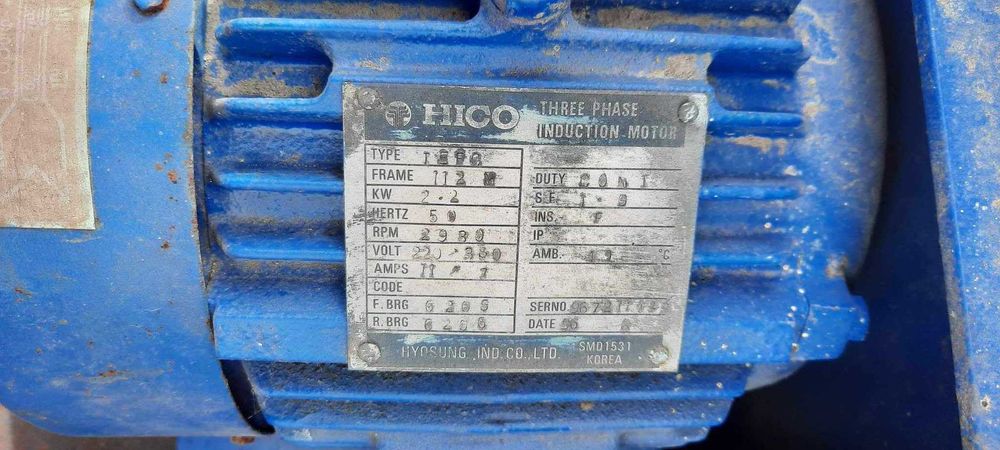 HICO
THREE PHASE
INDUCTION MOTOR
TYPE
FRAME 112
KW 2.2
HERTZ 50
RPM 2980
VOLT 220/380
AMPS 11
CODE
F. BRG 6206
R. BRG 6206
DUTY CONT
S.F. 1.0
INS. F
IP
AMB. °C
SERNO.
DATE 96
HYOSUNG IND. CO., LTD.
SMD1531
KOREA